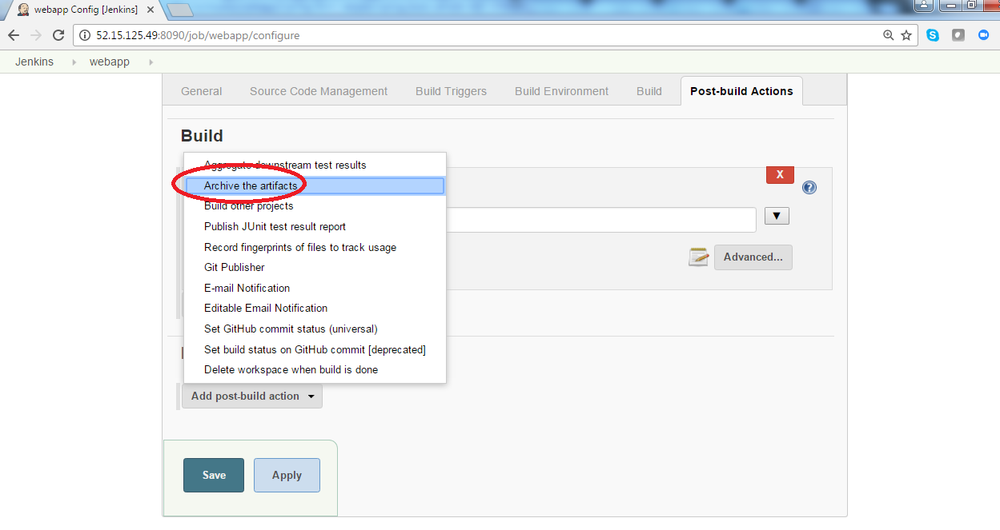 webapp Config [Jenkins]
52.15.125.49:8090/job/webapp/configure
Jenkins webapp
General Source Code Management Build Triggers Build Environment Build Post-build Actions
Build
Aggregate downstream test results
X
Archive the artifacts
?
Build other projects
Publish JUnit test result report
Record fingerprints of files to track usage
Advanced...
Git Publisher
E-mail Notification
Editable Email Notification
Set GitHub commit status (universal)
Set build status on GitHub commit [deprecated]
Delete workspace when build is done
Add post-build action
Save Apply